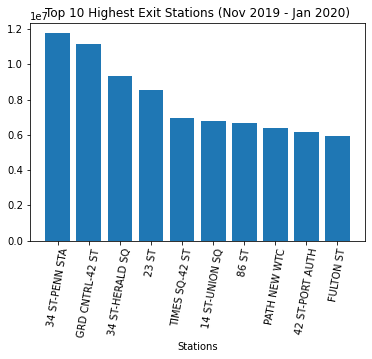 Top 10 Highest Exit Stations (Nov 2019 - Jan 2020)
1e7
1.2
1.0
0.8
0.6
0.4
0.2
0.0
34 ST-PENN STA
GRD CNTRL-42 ST
34 ST-HERALD SQ
23 ST
TIMES SQ-42 ST
14 ST-UNION SQ
86 ST
PATH NEW WTC
42 ST-PORT AUTH
FULTON ST
Stations